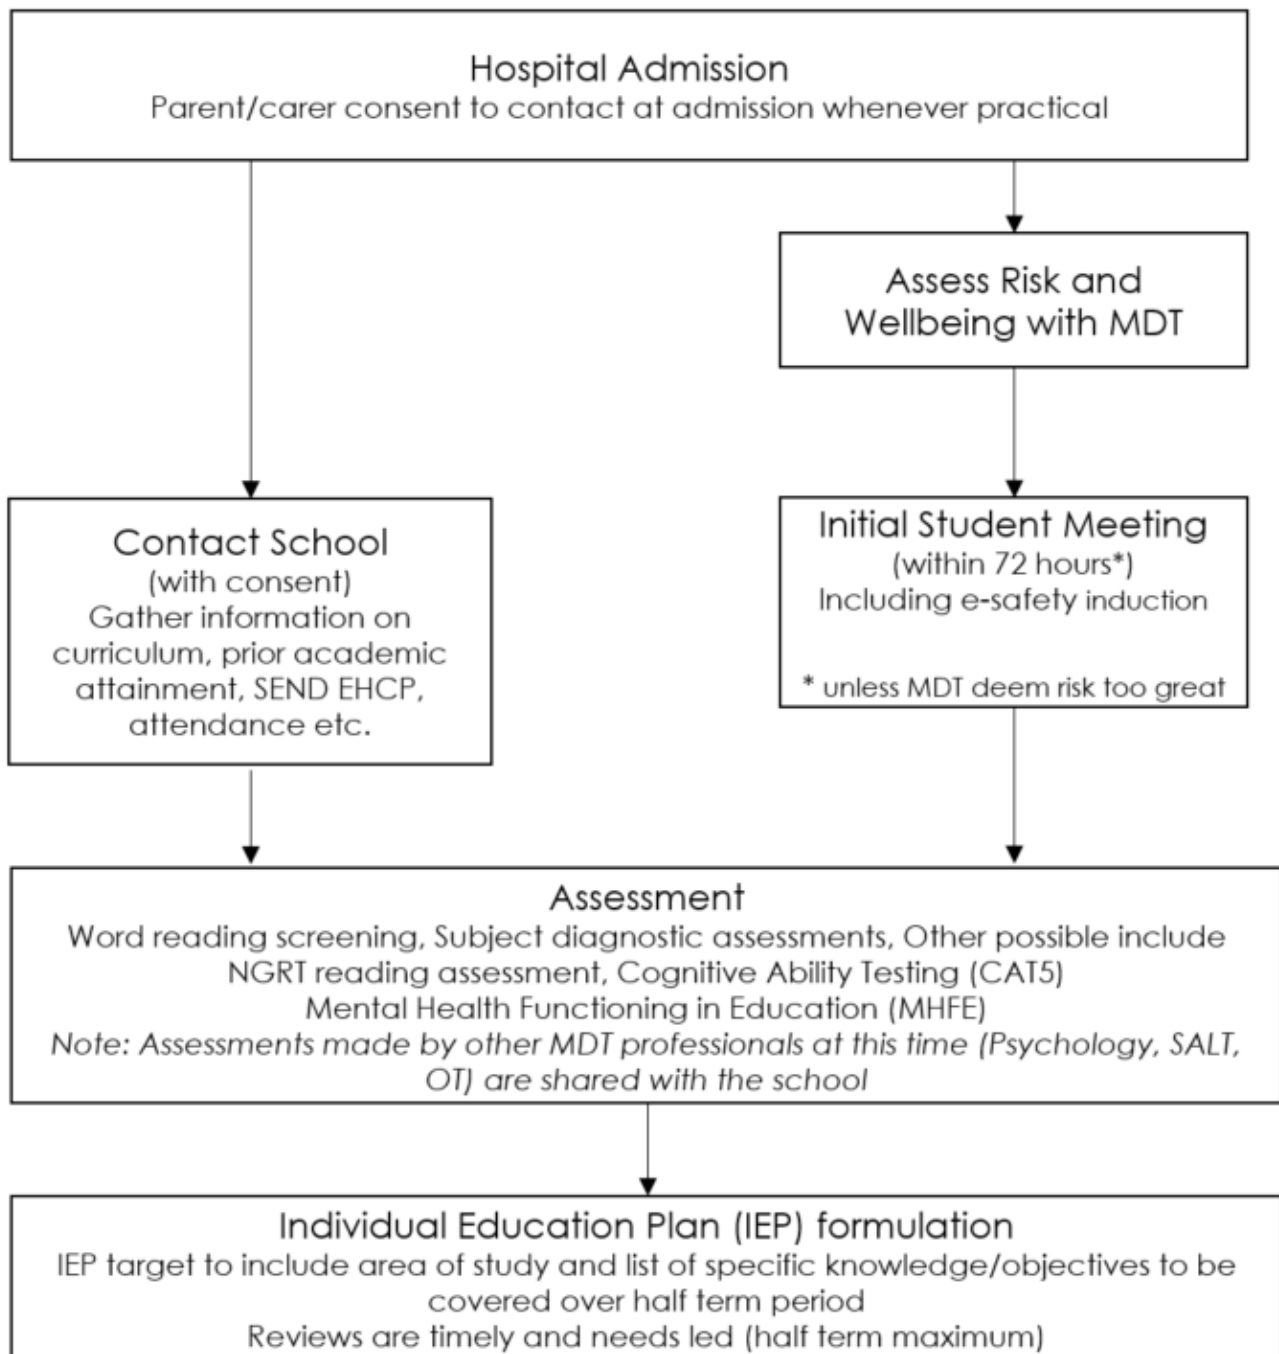 Hospital Admission
Parent/carer consent to contact at admission whenever practical
Assess Risk and
Wellbeing with MDT
Contact School
(with consent)
Gather information on
curriculum, prior academic
attainment, SEND EHCP,
attendance etc.
Initial Student Meeting
(within 72 hours*)
Including e-safety induction
* unless MDT deem risk too great
Assessment
Word reading screening, Subject diagnostic assessments, Other possible include
NGRT reading assessment, Cognitive Ability Testing (CAT5)
Mental Health Functioning in Education (MHFE)
Note: Assessments made by other MDT professionals at this time (Psychology, SALT,
OT) are shared with the school
Individual Education Plan (IEP) formulation
IEP target to include area of study and list of specific knowledge/objectives to be
covered over half term period
Reviews are timely and needs led (half term maximum)